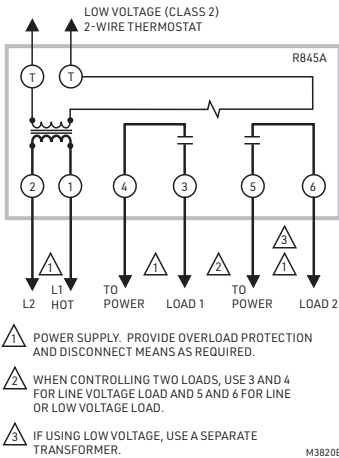 LOW VOLTAGE (CLASS 2)
2-WIRE THERMOSTAT
R845A
T T
2 1 4 3 5 6
3
1 1 2 1
L2 L1 HOT TO POWER LOAD 1 TO POWER LOAD 2
1 POWER SUPPLY. PROVIDE OVERLOAD PROTECTION
AND DISCONNECT MEANS AS REQUIRED.
2 WHEN CONTROLLING TWO LOADS, USE 3 AND 4
FOR LINE VOLTAGE LOAD AND 5 AND 6 FOR LINE
OR LOW VOLTAGE LOAD.
3 IF USING LOW VOLTAGE, USE A SEPARATE
TRANSFORMER.
M3820B